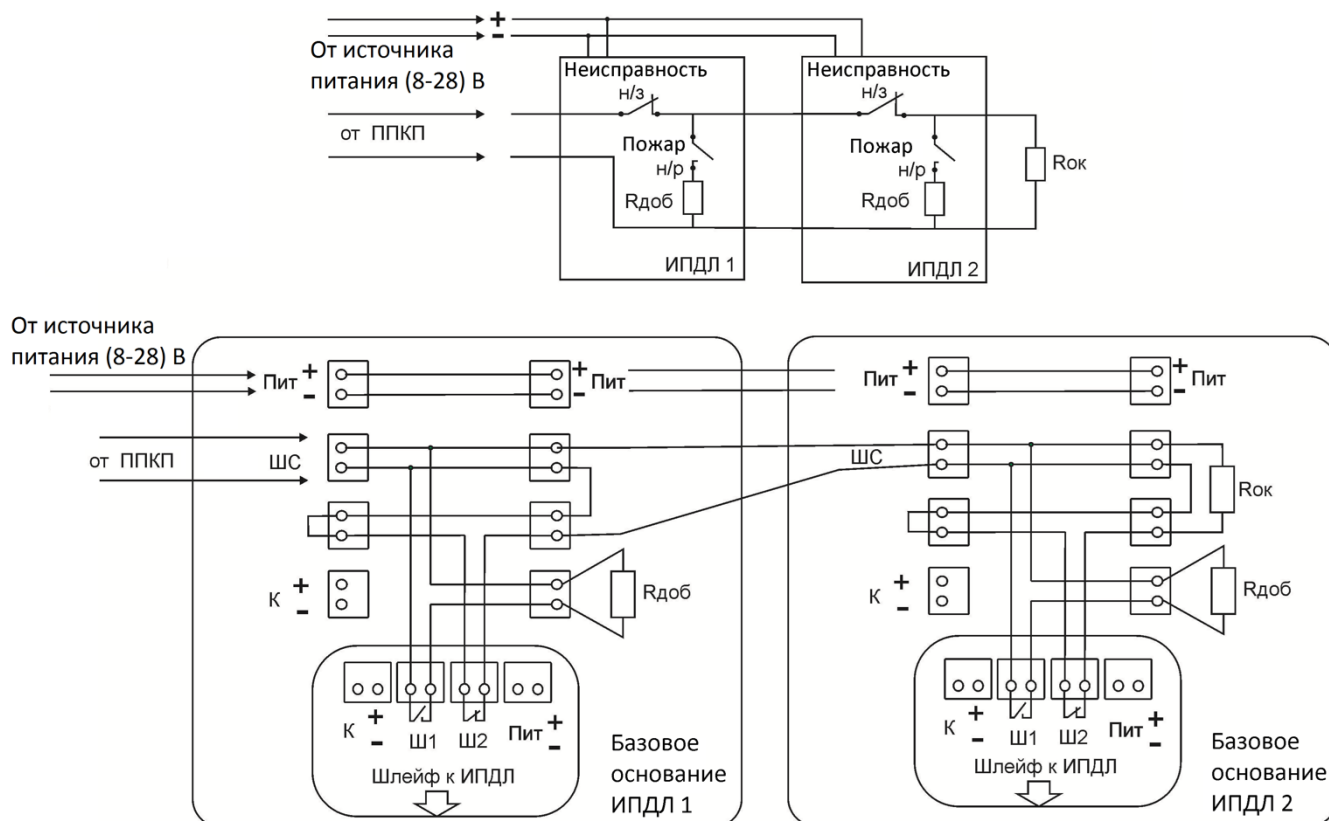 +
-
От источника
питания (8-28) В
от ППКП
Неисправность
н/з
Пожар
н/р
Rдоб
ИПДЛ 1
Неисправность
н/з
Пожар
н/р
Rдоб
ИПДЛ 2
Rок
От источника
питания (8-28) В
Пит + -
+ - Пит
от ППКП
ШС
К + -
Rдоб
К + -
Ш1
Ш2
Пит + -
Шлейф к ИПДЛ
Базовое
основание
ИПДЛ 1
Пит + -
+ - Пит
ШС
Rок
К + -
Rдоб
К + -
Ш1
Ш2
Пит + -
Шлейф к ИПДЛ
Базовое
основание
ИПДЛ 2